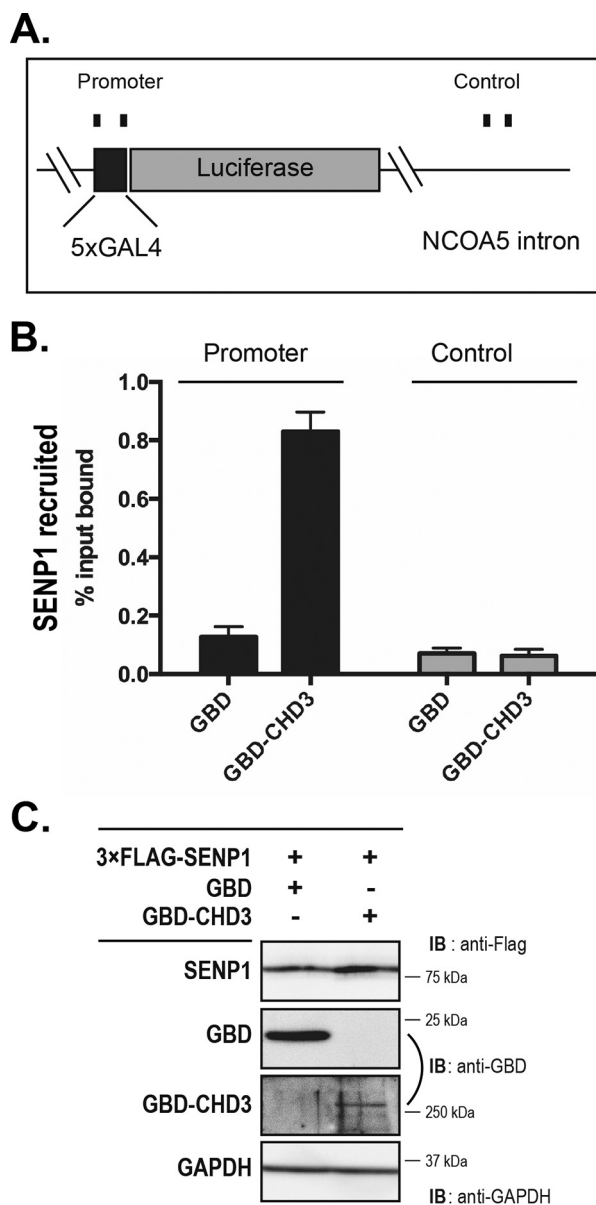 A.
Promoter Control
Luciferase
5xGAL4
NCOA5 intron
B.
Promoter Control
SENP1 recruited
% input bound
1.0
0.8
0.6
0.4
0.2
0.0
GBD
GBD-CHD3
GBD
GBD-CHD3
C.
3×FLAG-SENP1 + +
GBD + -
GBD-CHD3 - +
IB : anti-Flag
SENP1
75 kDa
25 kDa
GBD
IB: anti-GBD
GBD-CHD3
250 kDa
37 kDa
GAPDH
IB: anti-GAPDH